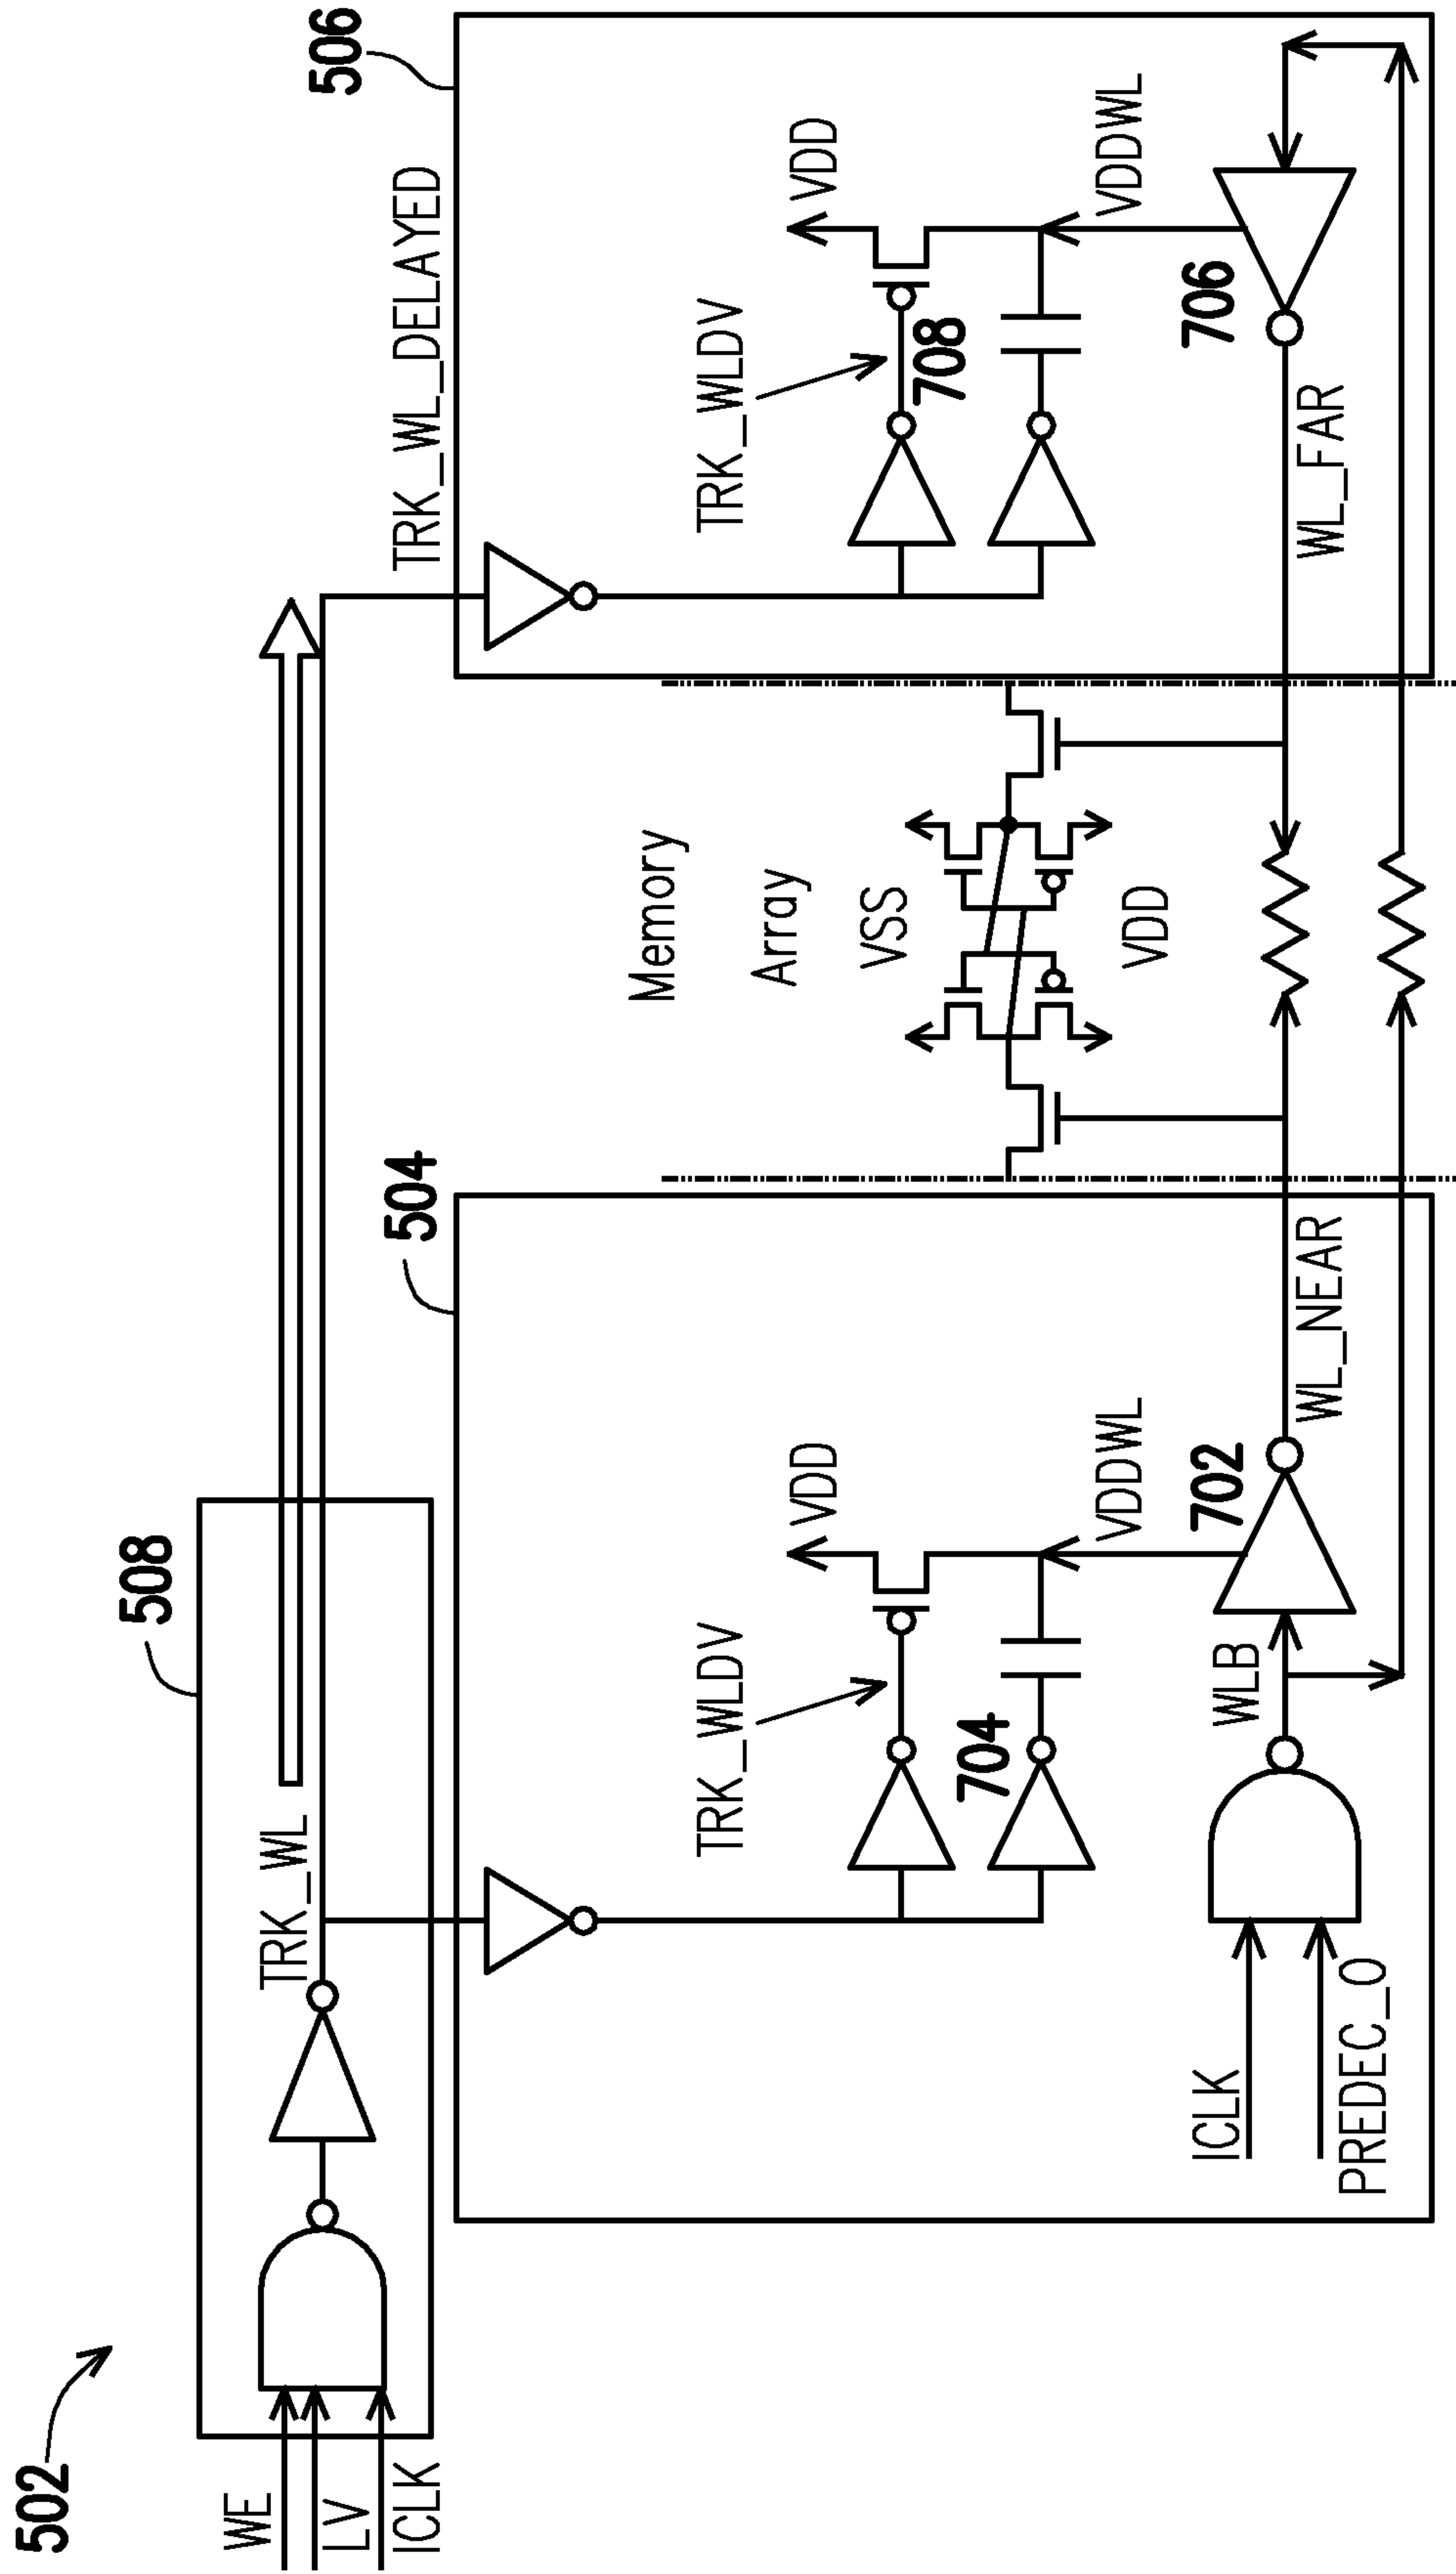 502
508
WE
LV
ICLK
TRK_WL
504
506
TRK_WL_DELAYED
TRK_WLDV
VDD
704
VDDWL
ICLK
PREDEC_0
WLB
702
WL_NEAR
Memory
Array
VSS
VDD
TRK_WLDV
VDD
708
VDDWL
706
WL_FAR